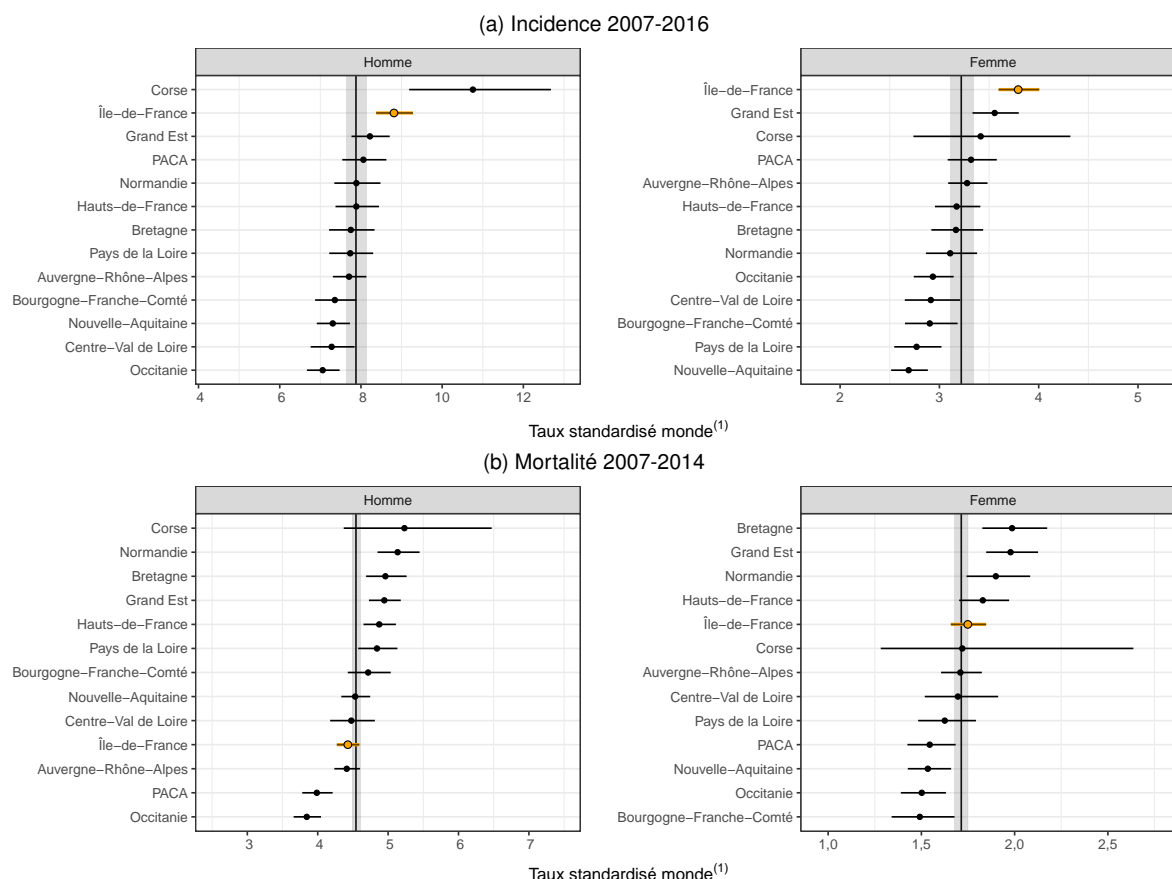 (a) Incidence 2007-2016
Homme
Corse
Île−de−France
Grand Est
PACA
Normandie
Hauts−de−France
Bretagne
Pays de la Loire
Auvergne−Rhône−Alpes
Bourgogne−Franche−Comté
Nouvelle−Aquitaine
Centre−Val de Loire
Occitanie
4 6 8 10 12
Femme
Île−de−France
Grand Est
Corse
PACA
Auvergne−Rhône−Alpes
Hauts−de−France
Bretagne
Normandie
Occitanie
Centre−Val de Loire
Bourgogne−Franche−Comté
Pays de la Loire
Nouvelle−Aquitaine
2 3 4 5
Taux standardisé monde(1)
(b) Mortalité 2007-2014
Homme
Corse
Normandie
Bretagne
Grand Est
Hauts−de−France
Pays de la Loire
Bourgogne−Franche−Comté
Nouvelle−Aquitaine
Centre−Val de Loire
Île−de−France
Auvergne−Rhône−Alpes
PACA
Occitanie
3 4 5 6 7
Femme
Bretagne
Grand Est
Normandie
Hauts−de−France
Île−de−France
Corse
Auvergne−Rhône−Alpes
Centre−Val de Loire
Pays de la Loire
PACA
Nouvelle−Aquitaine
Occitanie
Bourgogne−Franche−Comté
1,0 1,5 2,0 2,5
Taux standardisé monde(1)